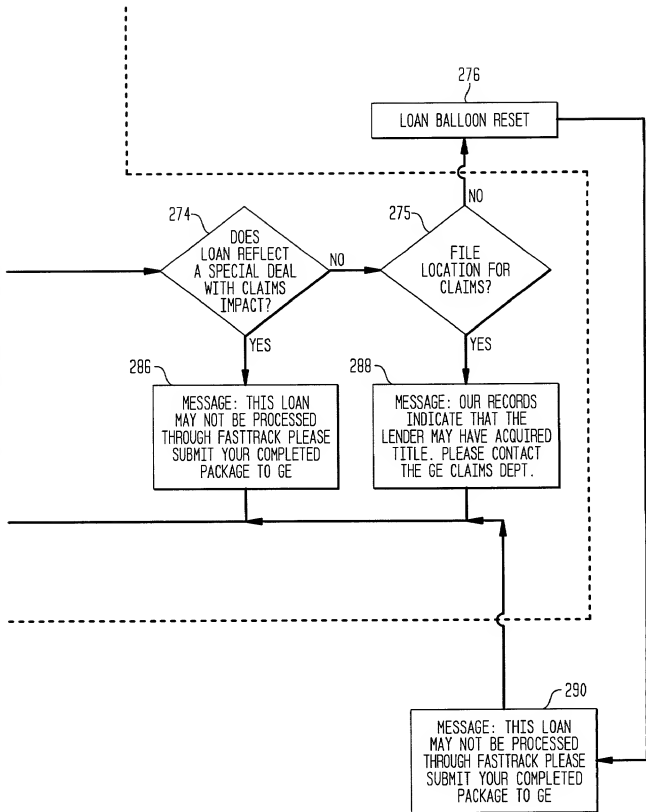 276
LOAN BALLOON RESET
NO
274
275
DOES
LOAN REFLECT
A SPECIAL DEAL
WITH CLAIMS
IMPACT?
NO
FILE
LOCATION FOR
CLAIMS?
YES
YES
286
288
MESSAGE: THIS LOAN
MAY NOT BE PROCESSED
THROUGH FASTTRACK PLEASE
SUBMIT YOUR COMPLETED
PACKAGE TO GE
MESSAGE: OUR RECORDS
INDICATE THAT THE
LENDER MAY HAVE ACQUIRED
TITLE. PLEASE CONTACT
THE GE CLAIMS DEPT.
290
MESSAGE: THIS LOAN
MAY NOT BE PROCESSED
THROUGH FASTTRACK PLEASE
SUBMIT YOUR COMPLETED
PACKAGE TO GE